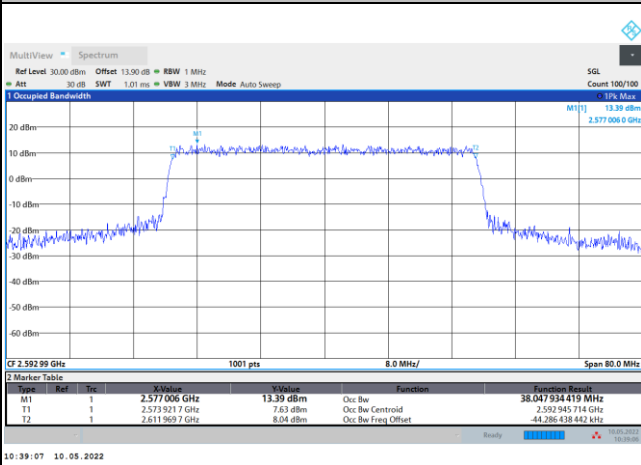 MultiView Spectrum
Ref Level 30.00 dBm Offset 13.90 dB RBW 1 MHz SGL
Att 30 dB SWT 1.01 ms VBW 3 MHz Mode Auto Sweep Count 100/100
1 Occupied Bandwidth 1Pk Max
M1[1] 13.39 dBm
2.577 006 0 GHz
M1
20 dBm
T1 T2
10 dBm
0 dBm
-10 dBm
-20 dBm
-30 dBm
-40 dBm
-50 dBm
-60 dBm
CF 2.592 99 GHz 1001 pts 8.0 MHz/ Span 80.0 MHz
2 Marker Table
Type Ref Trc X-Value Y-Value Function Function Result
M1 1 2.577 006 GHz 13.39 dBm Occ Bw 38.047 934 419 MHz
T1 1 2.573 921 7 GHz 7.63 dBm Occ Bw Centroid 2.592 945 714 GHz
T2 1 2.611 969 7 GHz 8.04 dBm Occ Bw Freq Offset -44.286 438 442 kHz
Ready 10.05.2022
10:39:06
10:39:07 10.05.2022